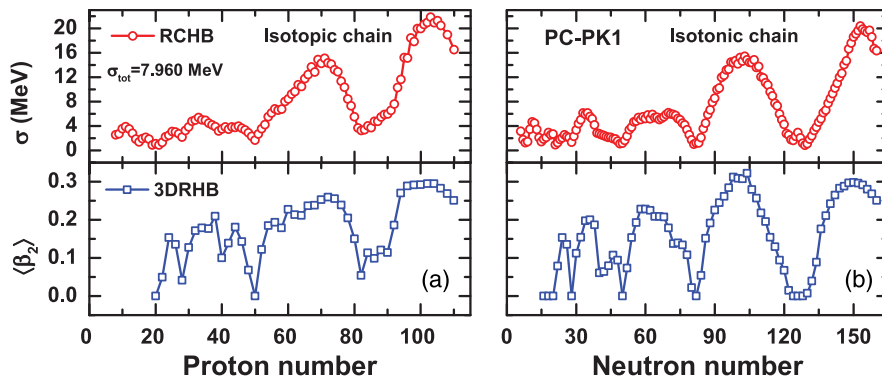 RCHB Isotopic chain PC-PK1 Isotonic chain
σtot=7.960 MeV
σ (MeV)
20
16
12
8
4
0
3DRHB
⟨β2⟩
0.3
0.2
0.1
0.0
(a) (b)
0 20 40 60 80 100 0 30 60 90 120 150
Proton number Neutron number